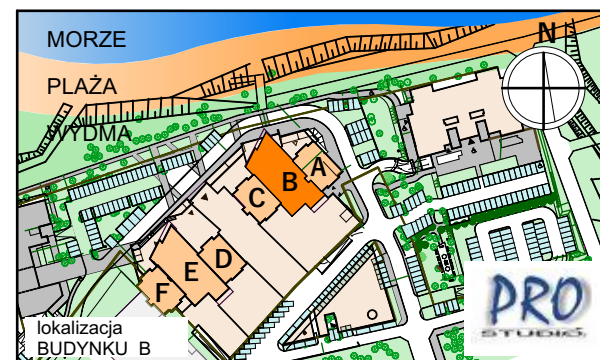 MORZE
N
PLAŻA
WYDMA
A
B
C
D
E
F
PRO
STUDIO
lokalizacja
BUDYNKU B